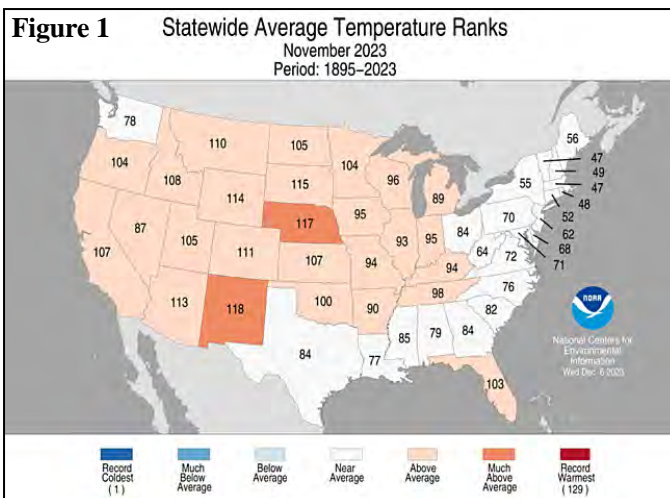 Figure 1
Statewide Average Temperature Ranks
November 2023
Period: 1895–2023
78
104
108
110
105
104
96
89
56
47
49
47
48
55
52
62
68
71
114
115
117
95
93
95
84
70
64
72
107
87
105
111
107
94
94
98
76
82
113
118
100
90
84
77
85
79
84
103
NOAA
National Centers for
Environmental
Information
Wed Dec 6 2023
Record
Coldest
(1)
Much
Below
Average
Below
Average
Near
Average
Above
Average
Much
Above
Average
Record
Warmest
(129)